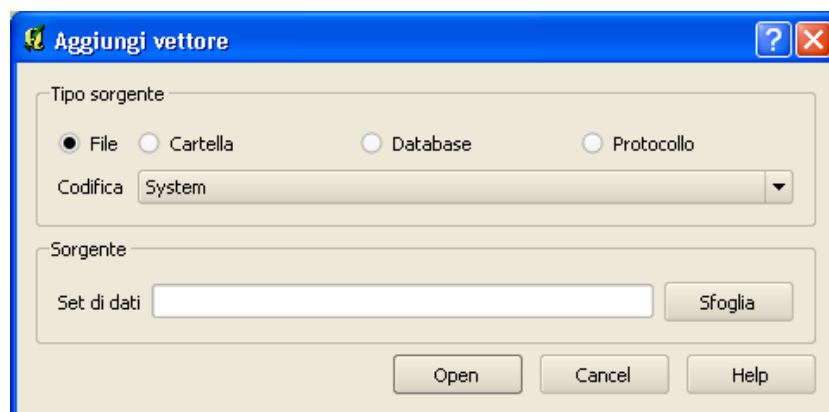 Aggiungi vettore
Tipo sorgente
File Cartella Database Protocollo
Codifica System
Sorgente
Set di dati Sfoglia
Open Cancel Help